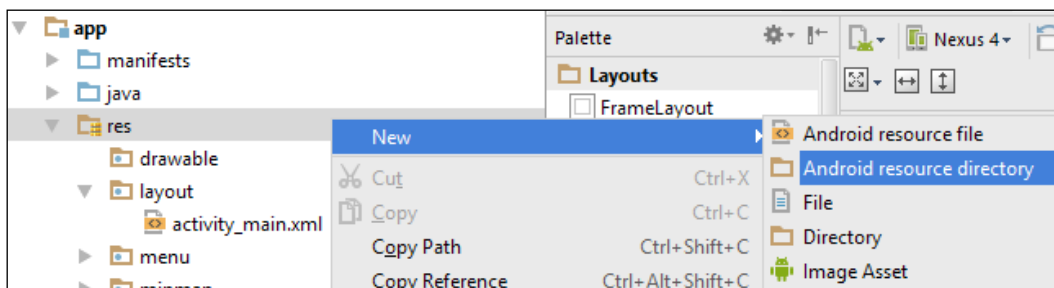 app
manifests
java
res
drawable
layout
activity_main.xml
menu
mipmap
Palette
Layouts
FrameLayout
Nexus 4
New
Cut Ctrl+X
Copy Ctrl+C
Copy Path Ctrl+Shift+C
Copy Reference Ctrl+Alt+Shift+C
Android resource file
Android resource directory
File
Directory
Image Asset